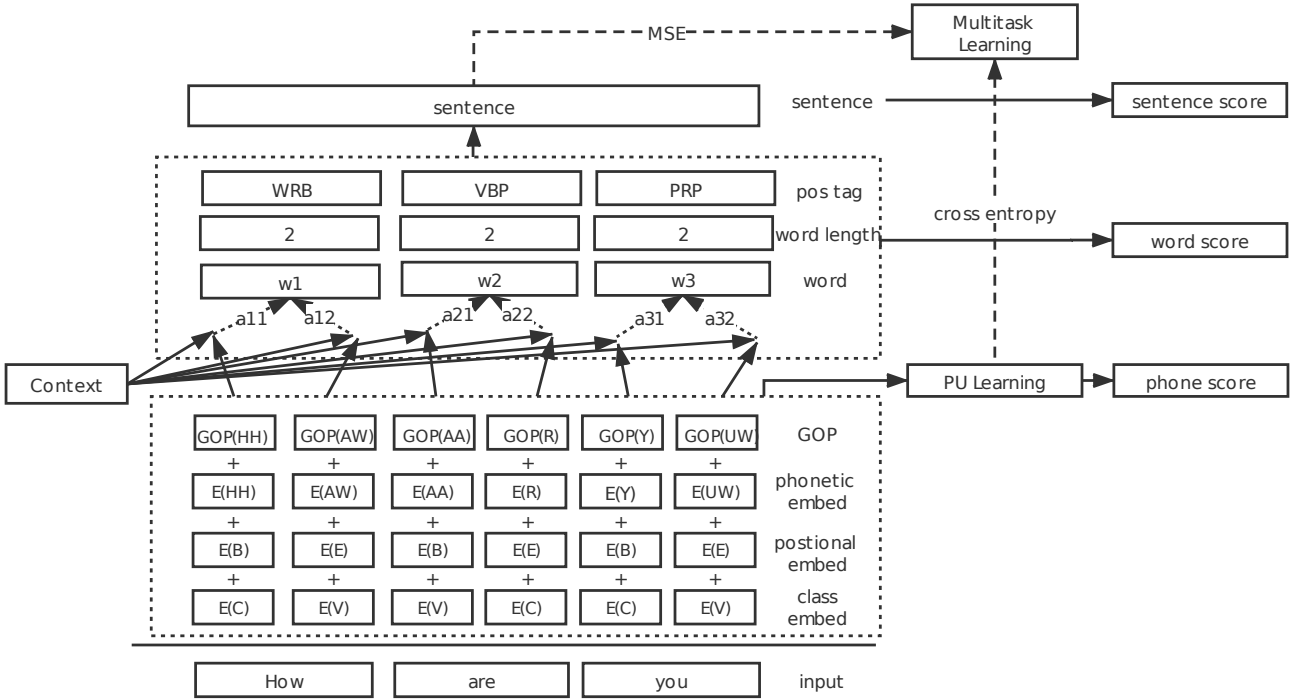 MSE
Multitask
Learning
sentence
sentence
sentence score
WRB
VBP
PRP
pos tag
2
2
2
word length
cross entropy
word score
w1
w2
w3
word
a11
a12
a21
a22
a31
a32
Context
PU Learning
phone score
GOP(HH)
GOP(AW)
GOP(AA)
GOP(R)
GOP(Y)
GOP(UW)
GOP
+ + + + + +
E(HH)
E(AW)
E(AA)
E(R)
E(Y)
E(UW)
phonetic
embed
+ + + + + +
E(B)
E(E)
E(B)
E(E)
E(B)
E(E)
postional
embed
+ + + + + +
E(C)
E(V)
E(V)
E(C)
E(C)
E(V)
class
embed
How
are
you
input